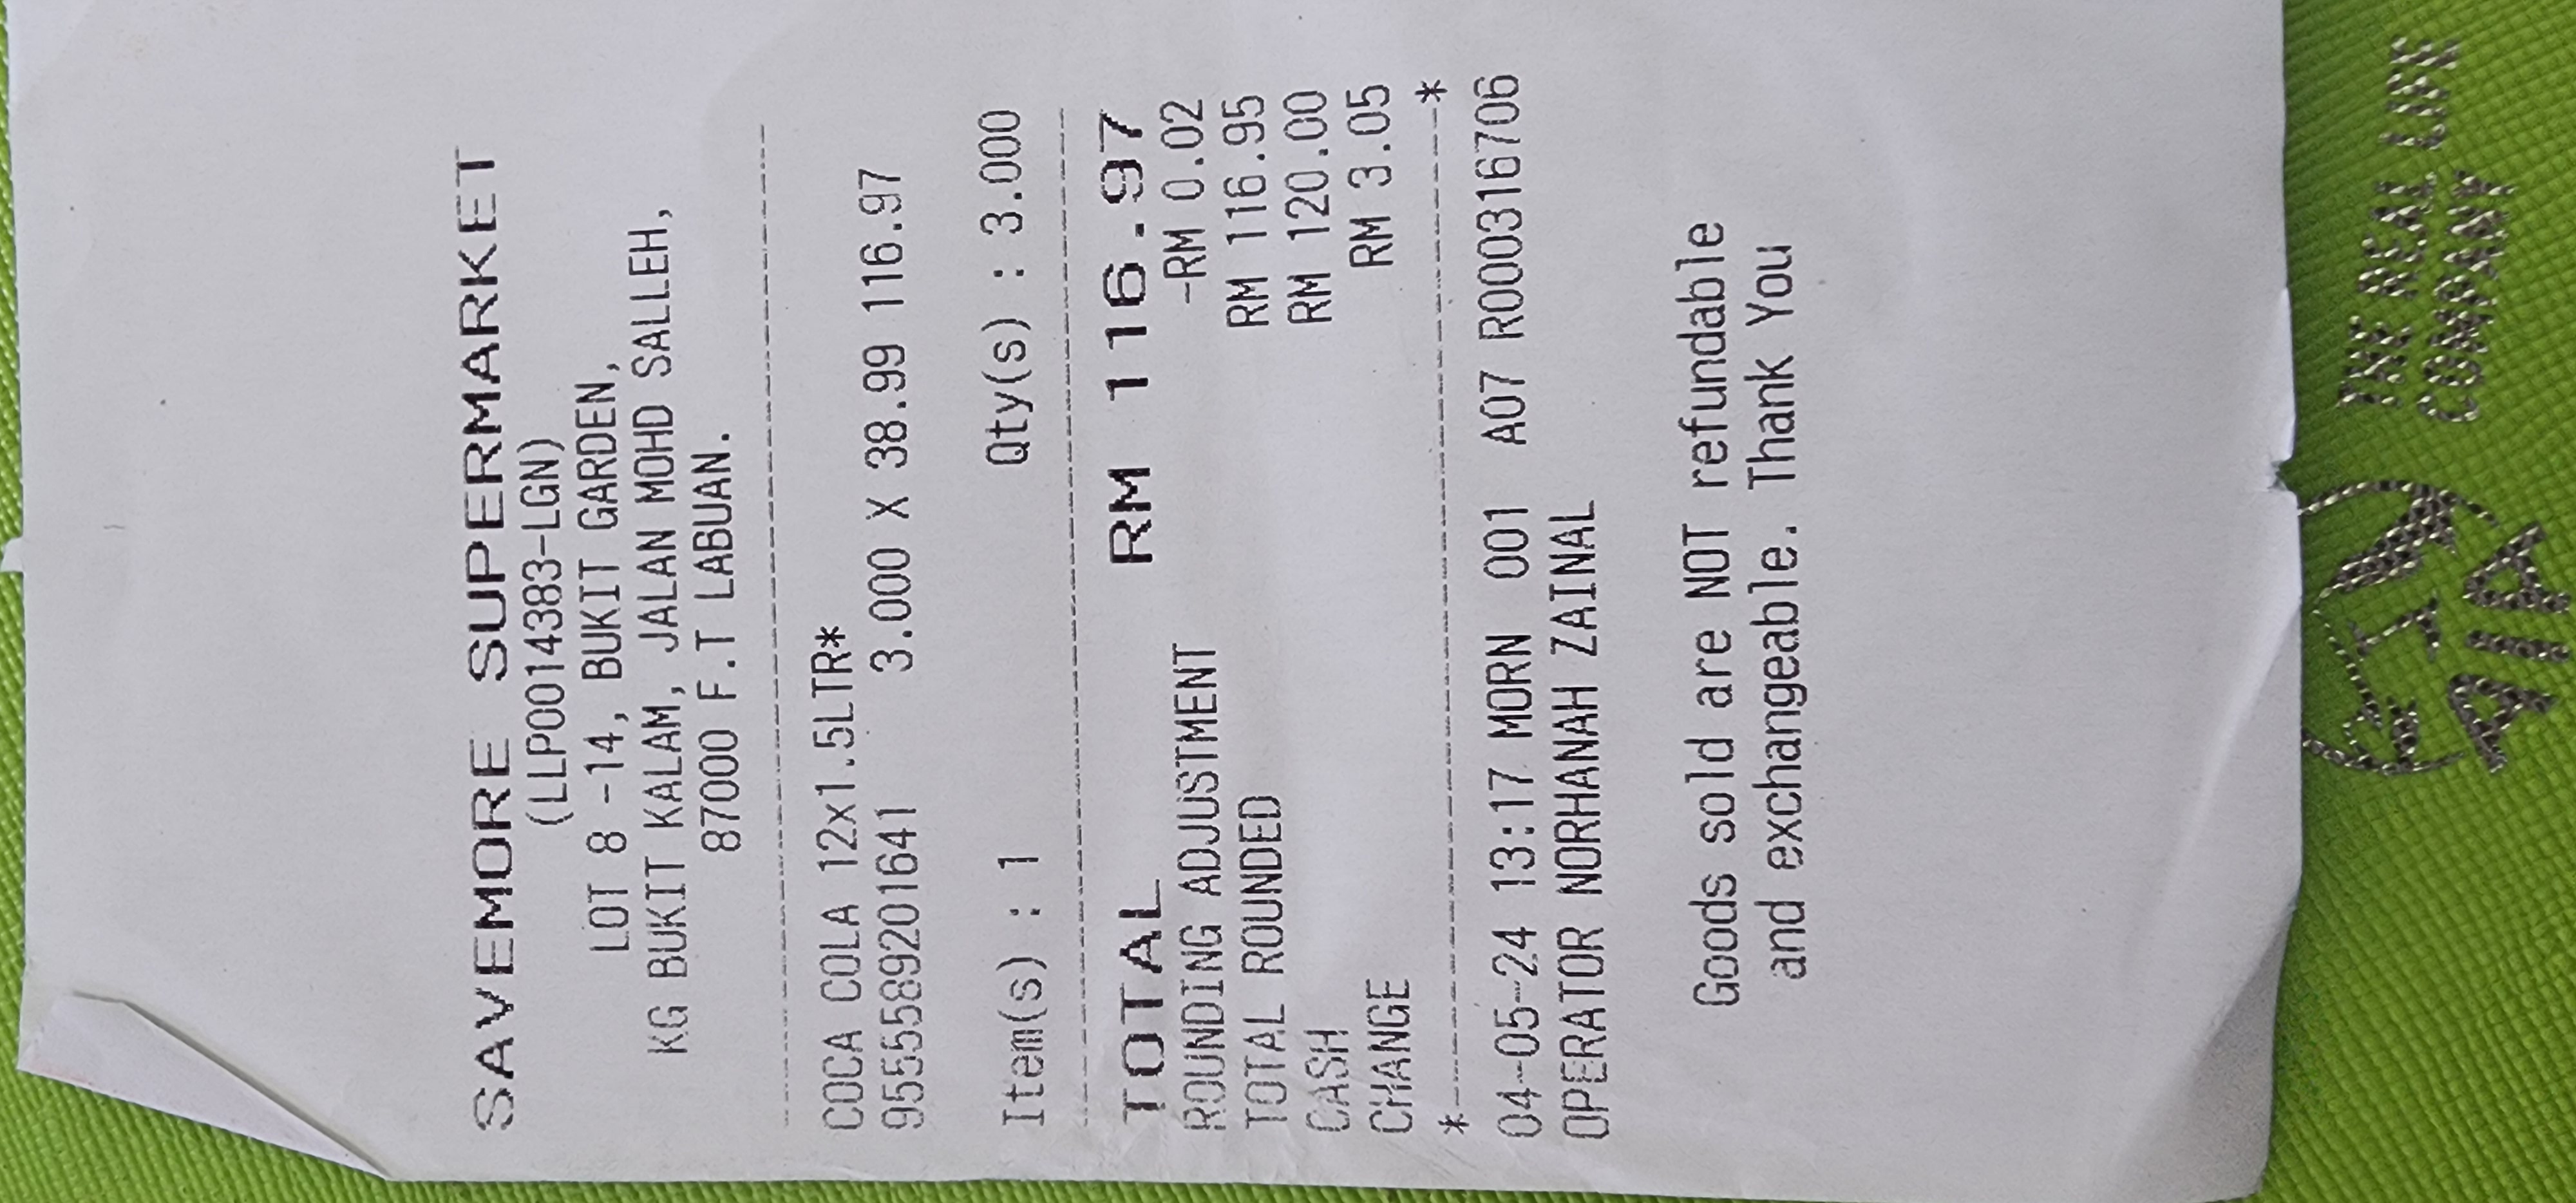 SAVEMORE SUPERMARKET
(LLP0014383-LGN)
LOT 8 -14, BUKIT GARDEN,
KG BUKIT KALAM, JALAN MOHD SALLEH,
87000 F.T LABUAN.
COCA COLA 12x1.5LTR*
9555589201641 3.000 X 38.99 116.97
Item(s) : 1 Qty(s) : 3.000
TOTAL RM 116.97
ROUNDING ADJUSTMENT -RM 0.02
TOTAL ROUNDED RM 116.95
CASH RM 120.00
CHANGE RM 3.05
*--------------------------------------*
04-05-24 13:17 MORN 001 A07 R000316706
OPERATOR NORHANAH ZAINAL
Goods sold are NOT refundable
and exchangeable. Thank You
AIA
THE REAL LIFE
COMPANY